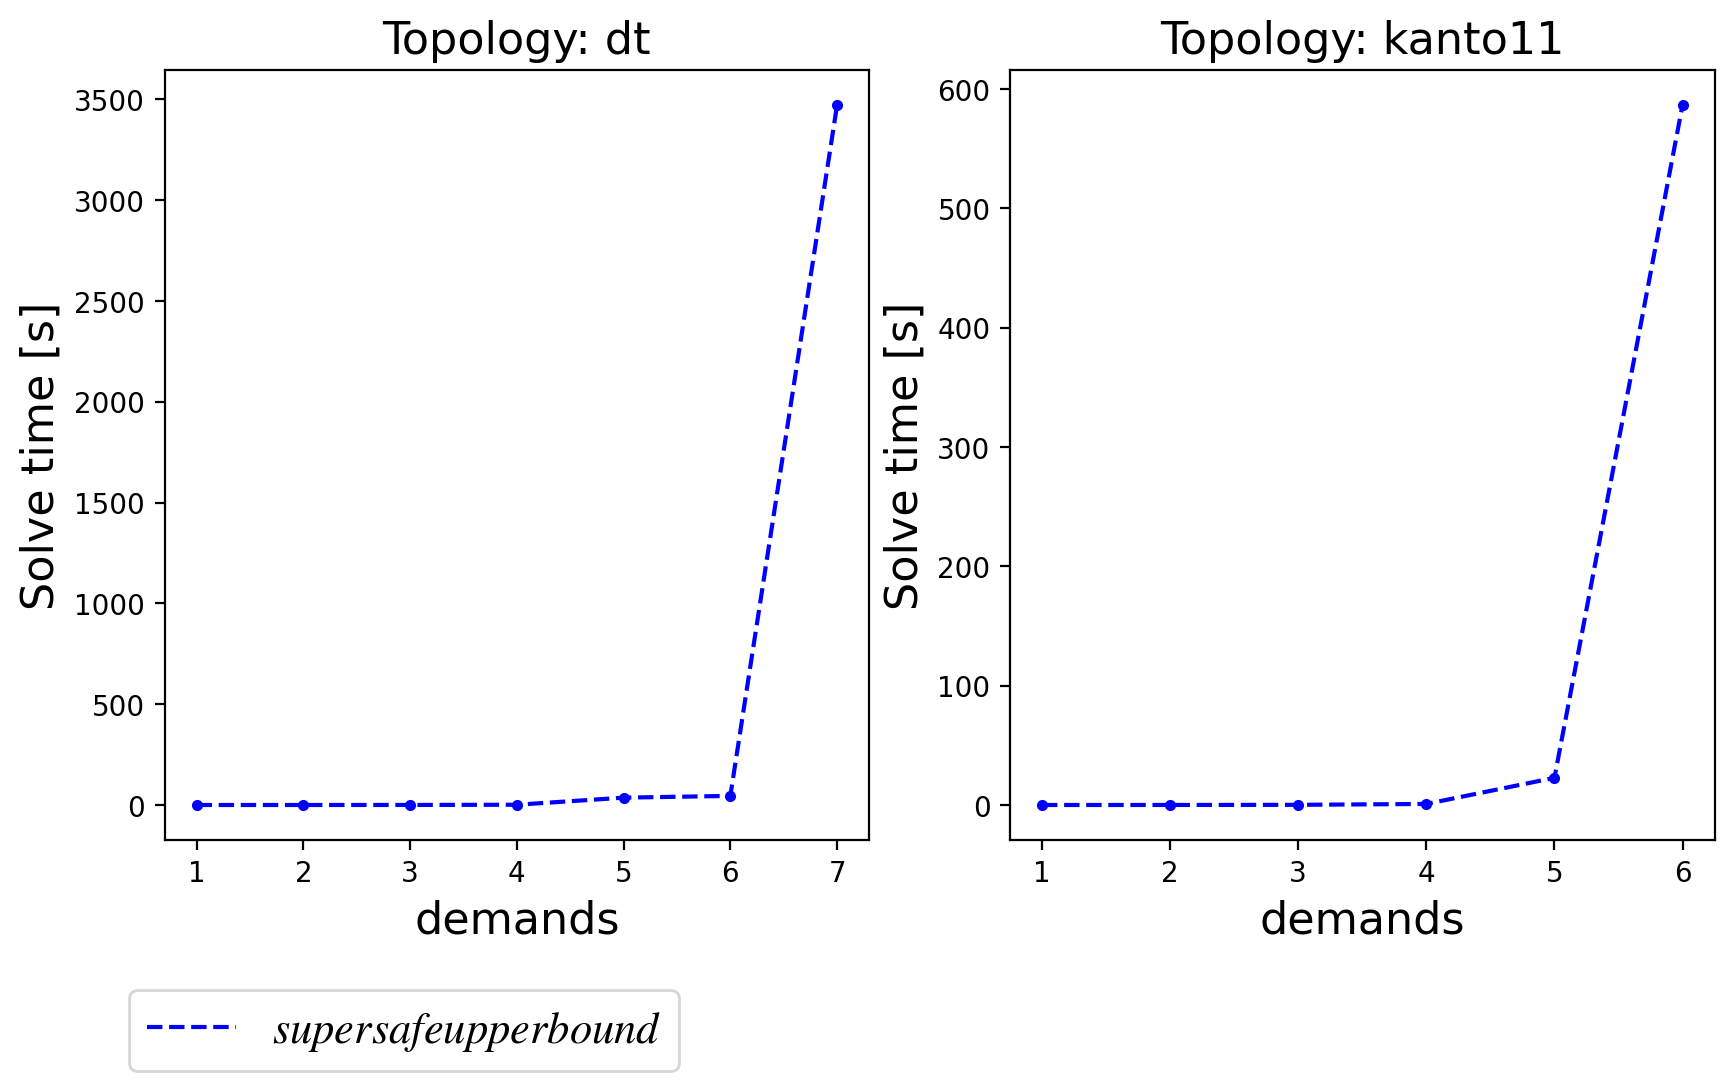 Topology: dt
Solve time [s]
3500
3000
2500
2000
1500
1000
500
0
1 2 3 4 5 6 7
demands
Topology: kanto11
Solve time [s]
600
500
400
300
200
100
0
1 2 3 4 5 6
demands
supersafeupperbound